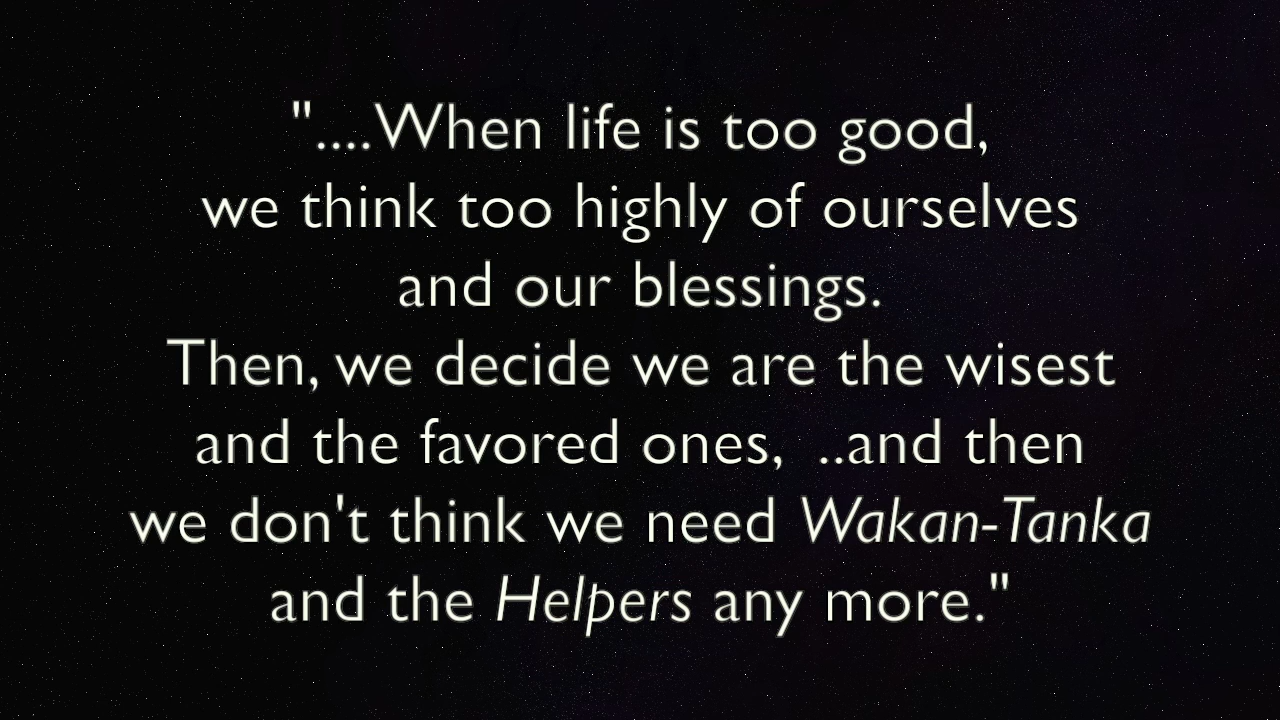 "....When life is too good,
we think too highly of ourselves
and our blessings.
Then, we decide we are the wisest
and the favored ones,  ..and then
we don't think we need Wakan-Tanka
and the Helpers any more."